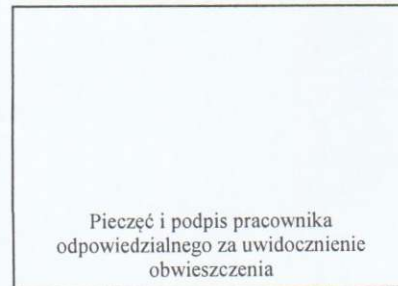 Pieczęć i podpis pracownika
odpowiedzialnego za uwidocznienie
obwieszczenia